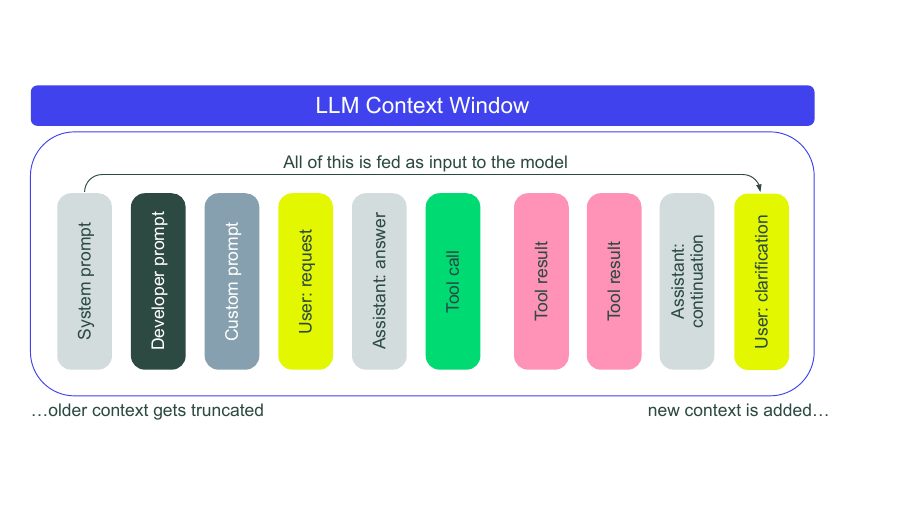 LLM Context Window
All of this is fed as input to the model
System prompt
Developer prompt
Custom prompt
User: request
Assistant: answer
Tool call
Tool result
Tool result
Assistant:
continuation
User: clarification
…older context gets truncated
new context is added…